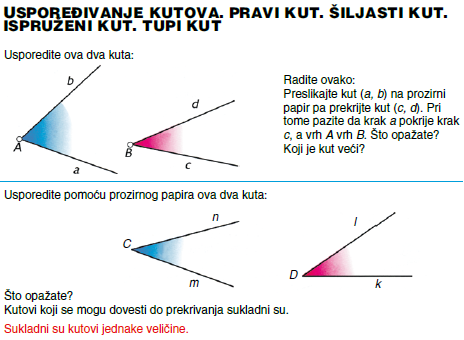 USPOREĐIVANJE KUTOVA. PRAVI KUT. ŠILJASTI KUT.
ISPRUŽENI KUT. TUPI KUT
Usporedite ova dva kuta:
b
A
a
d
B
c
Radite ovako:
Preslikajte kut (a, b) na prozirni
papir pa prekrijte kut (c, d). Pri
tome pazite da krak a pokrije krak
c, a vrh A vrh B. Što opažate?
Koji je kut veći?
Usporedite pomoću prozirnog papira ova dva kuta:
n
C
m
l
D
k
Što opažate?
Kutovi koji se mogu dovesti do prekrivanja sukladni su.
Sukladni su kutovi jednake veličine.